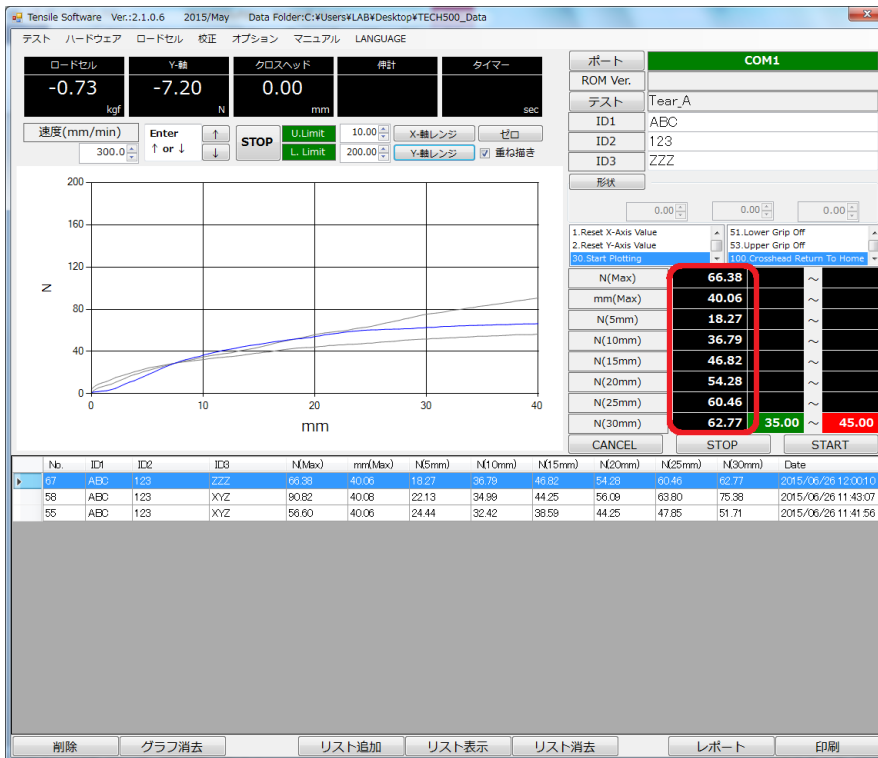 Tensile Software Ver.:2.1.0.6 2015/May Data Folder:C:¥Users¥LAB¥Desktop¥TECH500_Data
テスト ハードウェア ロードセル 校正 オプション マニュアル LANGUAGE
ロードセル Y-軸 クロスヘッド 伸計 タイマー
-0.73 -7.20 0.00
kgf N mm sec
速度(mm/min) Enter ↑ U.Limit 10.00 X-軸レンジ ゼロ
STOP
300.0 ↑ or ↓ ↓ L. Limit 200.00 Y-軸レンジ 重ね描き
ポート COM1
ROM Ver.
テスト Tear_A
ID1 ABC
ID2 123
ID3 ZZZ
形状
0.00 0.00 0.00
1.Reset X-Axis Value 51.Lower Grip Off
2.Reset Y-Axis Value 53.Upper Grip Off
30.Start Plotting 100.Crosshead Return To Home
N(Max) 66.38 ～
mm(Max) 40.06 ～
N(5mm) 18.27 ～
N(10mm) 36.79 ～
N(15mm) 46.82 ～
N(20mm) 54.28 ～
N(25mm) 60.46 ～
N(30mm) 62.77 35.00 ～ 45.00
CANCEL STOP START
200
160
120
N
80
40
0
0 10 20 30 40
mm
No. ID1 ID2 ID3 N(Max) mm(Max) N(5mm) N(10mm) N(15mm) N(20mm) N(25mm) N(30mm) Date
67 ABC 123 ZZZ 66.38 40.06 18.27 36.79 46.82 54.28 60.46 62.77 2015/06/26 12:00:10
58 ABC 123 XYZ 90.82 40.08 22.13 34.99 44.25 56.09 63.80 75.38 2015/06/26 11:43:07
55 ABC 123 XYZ 56.60 40.06 24.44 32.42 38.59 44.25 47.85 51.71 2015/06/26 11:41:56
削除 グラフ消去 リスト追加 リスト表示 リスト消去 レポート 印刷